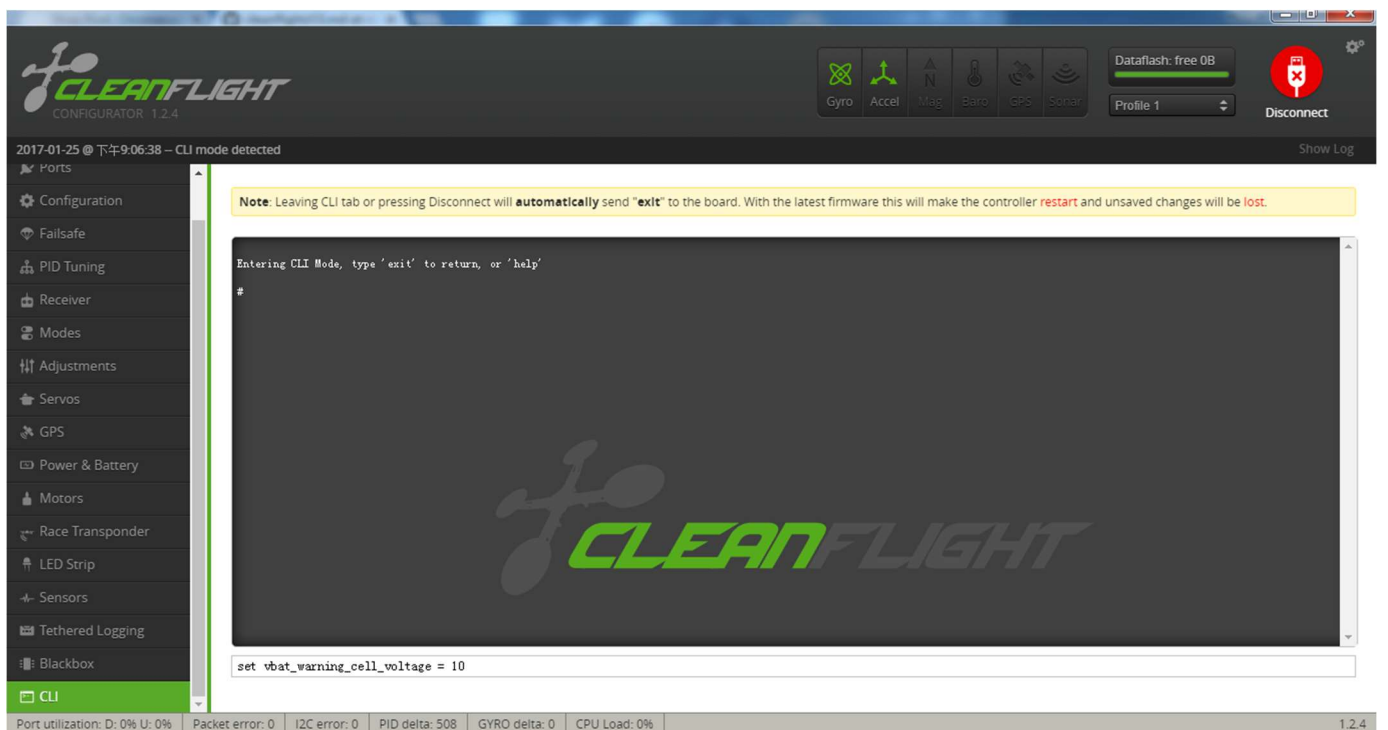 CLEANFLIGHT
CONFIGURATOR 1.2.4
Gyro Accel Mag Baro GPS Sonar
Dataflash: free 0B
Profile 1
Disconnect
2017-01-25 @ 下午9:06:38 -- CLI mode detected
Show Log
Ports
Configuration
Failsafe
PID Tuning
Receiver
Modes
Adjustments
Servos
GPS
Power & Battery
Motors
Race Transponder
LED Strip
Sensors
Tethered Logging
Blackbox
CLI
Note: Leaving CLI tab or pressing Disconnect will automatically send "exit" to the board. With the latest firmware this will make the controller restart and unsaved changes will be lost.
Entering CLI Mode, type 'exit' to return, or 'help'
#
CLEANFLIGHT
set vbat_warning_cell_voltage = 10
Port utilization: D: 0% U: 0% Packet error: 0 I2C error: 0 PID delta: 508 GYRO delta: 0 CPU Load: 0% 1.2.4